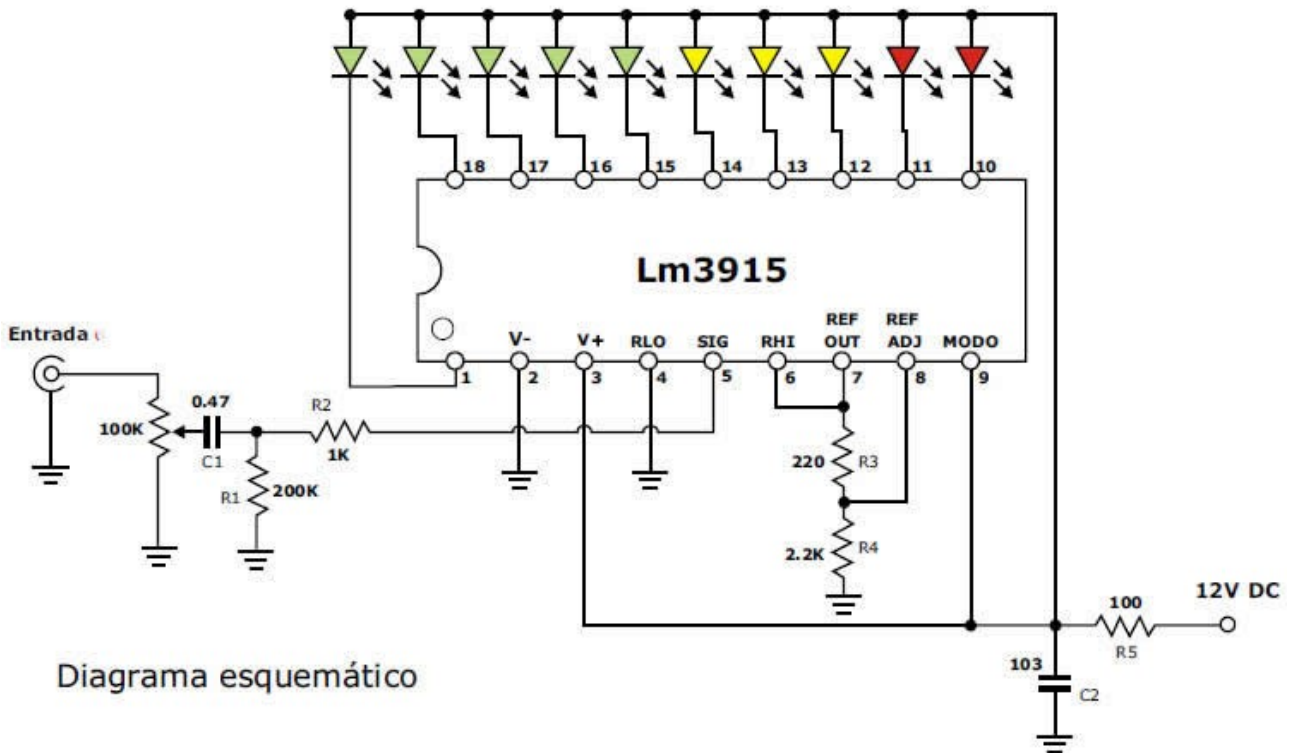 18 17 16 15 14 13 12 11 10
Lm3915
Entrada
V- V+ RLO SIG RHI REF OUT REF ADJ MODO
1 2 3 4 5 6 7 8 9
100K
0.47
C1
R2
1K
R1
200K
220
R3
2.2K
R4
12V DC
100
R5
103
C2
Diagrama esquemático